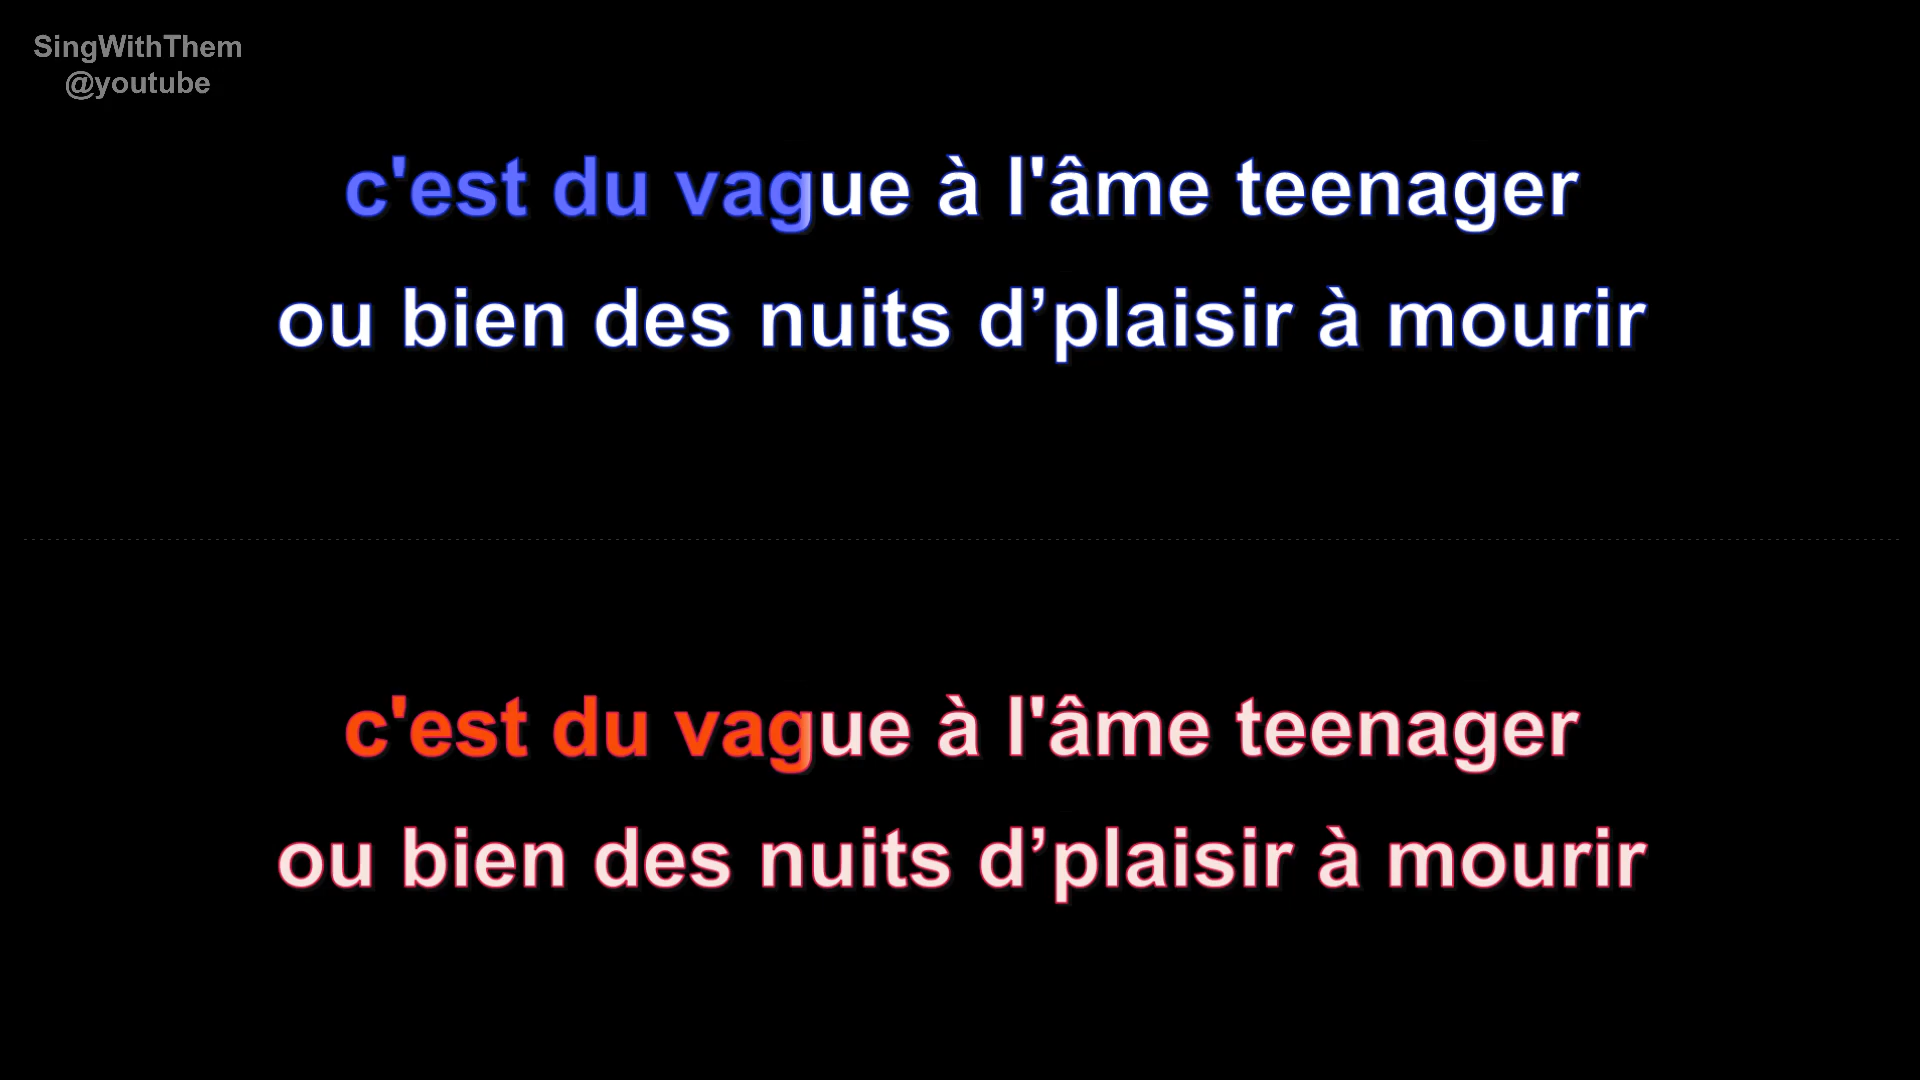 SingWithThem
@youtube
c'est du vague à l'âme teenager
ou bien des nuits d’plaisir à mourir
c'est du vague à l'âme teenager
ou bien des nuits d’plaisir à mourir